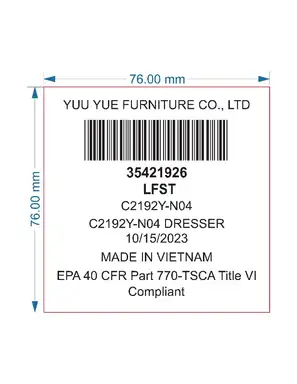 76.00 mm
76.00 mm
YUU YUE FURNITURE CO., LTD
35421926
LFST
C2192Y-N04
C2192Y-N04 DRESSER
10/15/2023
MADE IN VIETNAM
EPA 40 CFR Part 770-TSCA Title VI
Compliant